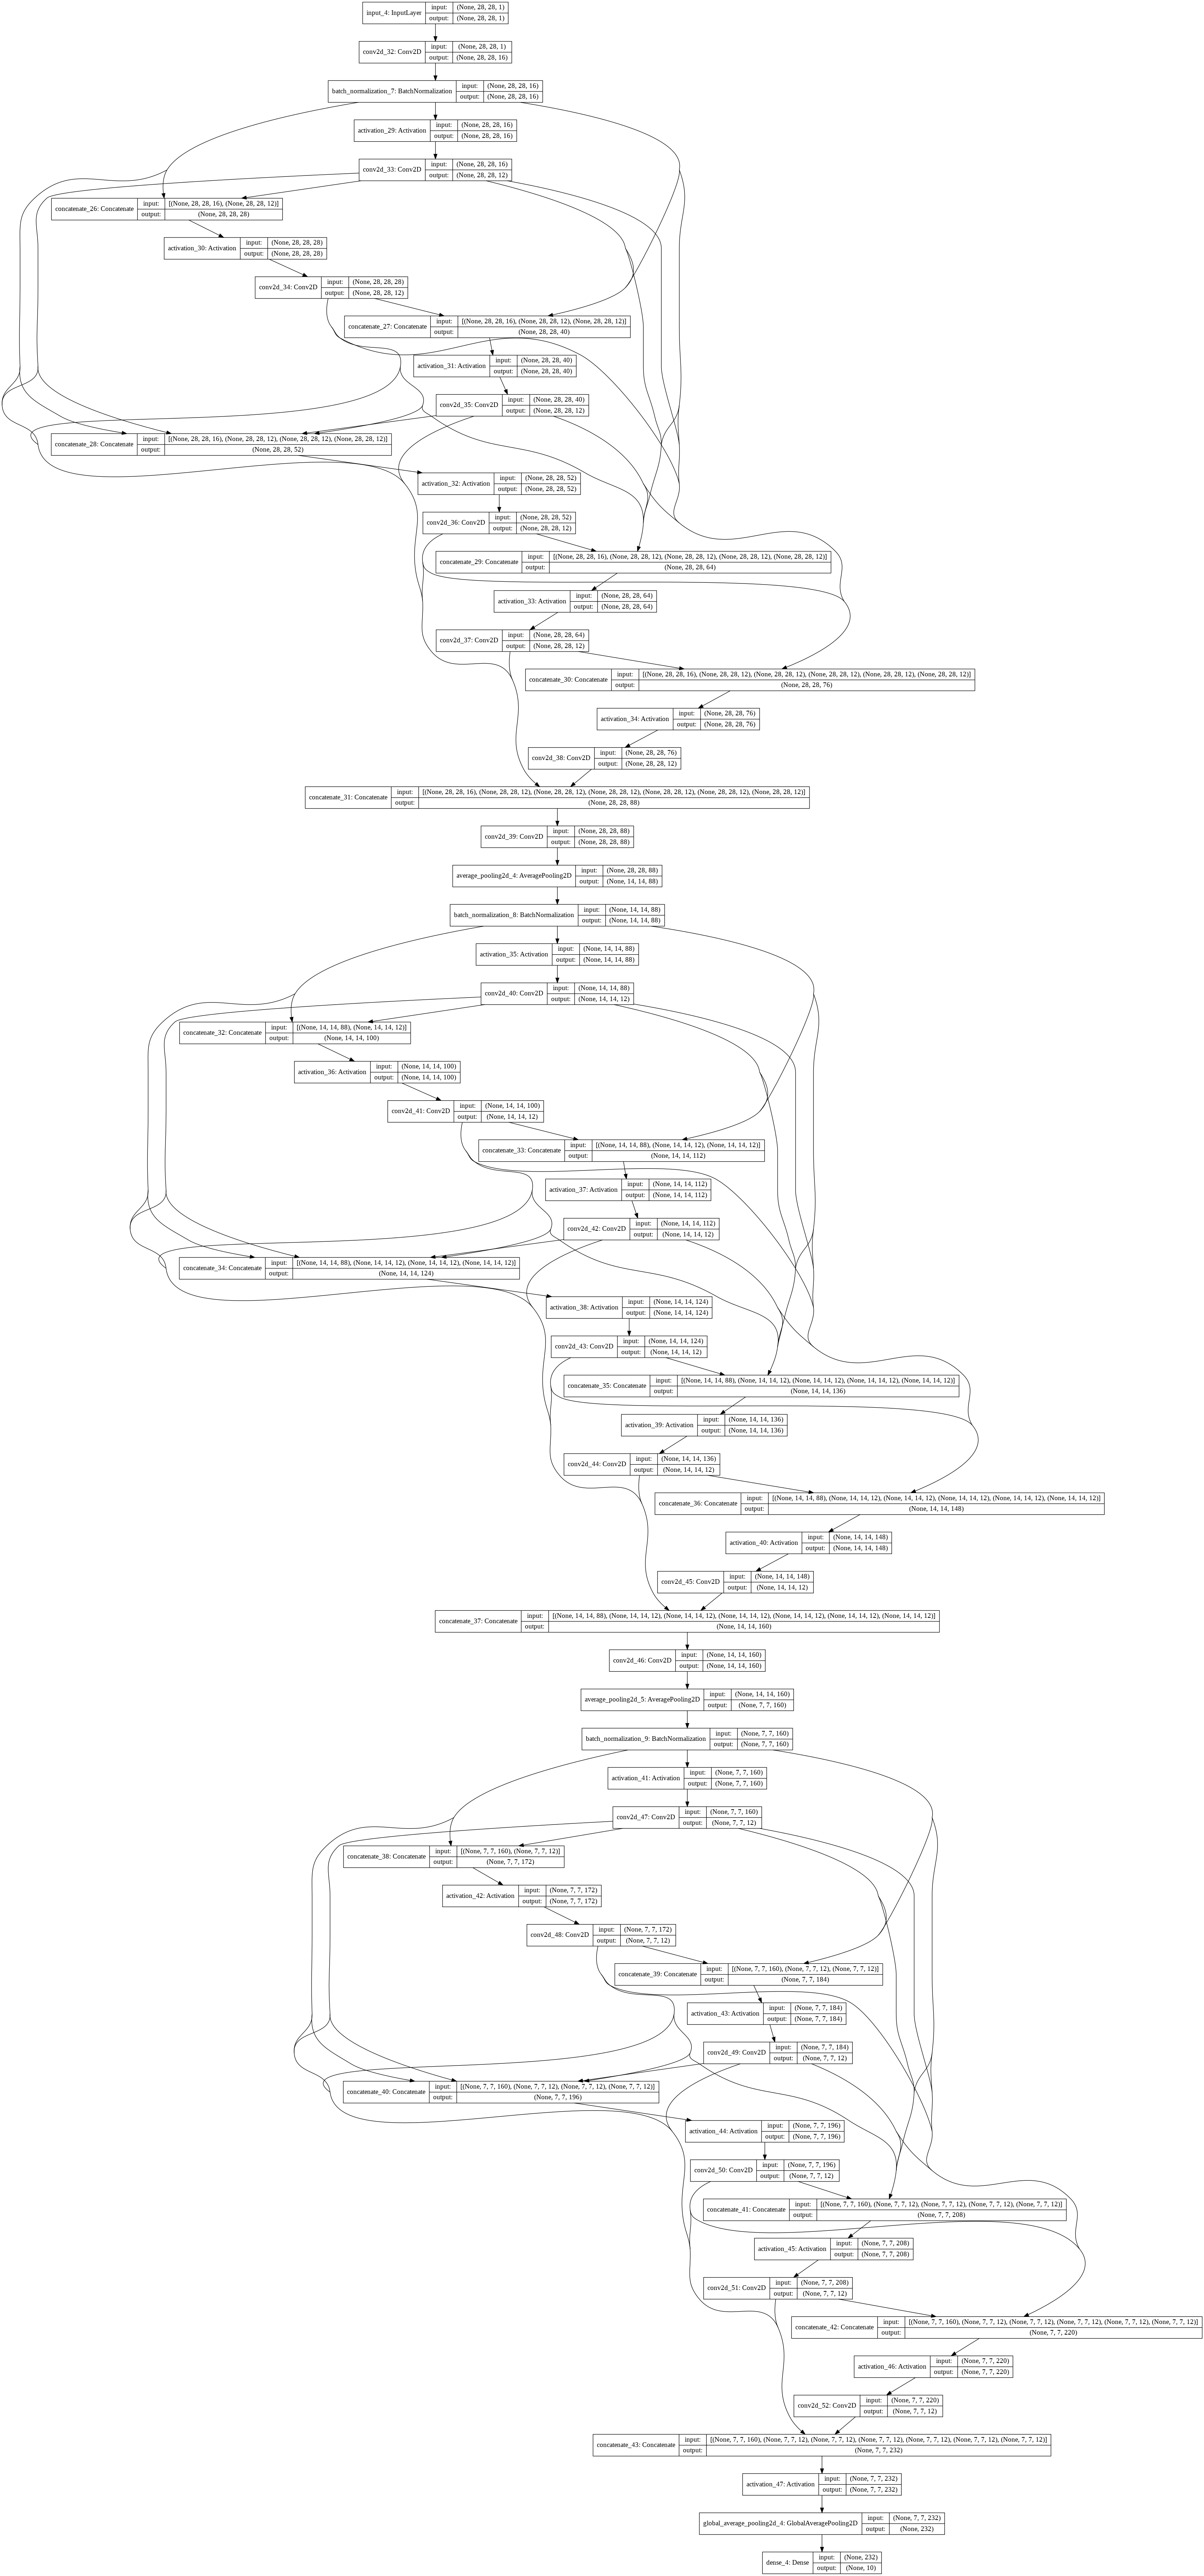 input_4: InputLayer
input: (None, 28, 28, 1)
output: (None, 28, 28, 1)
conv2d_32: Conv2D
input: (None, 28, 28, 1)
output: (None, 28, 28, 16)
batch_normalization_7: BatchNormalization
input: (None, 28, 28, 16)
output: (None, 28, 28, 16)
activation_29: Activation
input: (None, 28, 28, 16)
output: (None, 28, 28, 16)
conv2d_33: Conv2D
input: (None, 28, 28, 16)
output: (None, 28, 28, 12)
concatenate_26: Concatenate
input: [(None, 28, 28, 16), (None, 28, 28, 12)]
output: (None, 28, 28, 28)
activation_30: Activation
input: (None, 28, 28, 28)
output: (None, 28, 28, 28)
conv2d_34: Conv2D
input: (None, 28, 28, 28)
output: (None, 28, 28, 12)
concatenate_27: Concatenate
input: [(None, 28, 28, 16), (None, 28, 28, 12), (None, 28, 28, 12)]
output: (None, 28, 28, 40)
activation_31: Activation
input: (None, 28, 28, 40)
output: (None, 28, 28, 40)
conv2d_35: Conv2D
input: (None, 28, 28, 40)
output: (None, 28, 28, 12)
concatenate_28: Concatenate
input: [(None, 28, 28, 16), (None, 28, 28, 12), (None, 28, 28, 12), (None, 28, 28, 12)]
output: (None, 28, 28, 52)
activation_32: Activation
input: (None, 28, 28, 52)
output: (None, 28, 28, 52)
conv2d_36: Conv2D
input: (None, 28, 28, 52)
output: (None, 28, 28, 12)
concatenate_29: Concatenate
input: [(None, 28, 28, 16), (None, 28, 28, 12), (None, 28, 28, 12), (None, 28, 28, 12), (None, 28, 28, 12)]
output: (None, 28, 28, 64)
activation_33: Activation
input: (None, 28, 28, 64)
output: (None, 28, 28, 64)
conv2d_37: Conv2D
input: (None, 28, 28, 64)
output: (None, 28, 28, 12)
concatenate_30: Concatenate
input: [(None, 28, 28, 16), (None, 28, 28, 12), (None, 28, 28, 12), (None, 28, 28, 12), (None, 28, 28, 12), (None, 28, 28, 12)]
output: (None, 28, 28, 76)
activation_34: Activation
input: (None, 28, 28, 76)
output: (None, 28, 28, 76)
conv2d_38: Conv2D
input: (None, 28, 28, 76)
output: (None, 28, 28, 12)
concatenate_31: Concatenate
input: [(None, 28, 28, 16), (None, 28, 28, 12), (None, 28, 28, 12), (None, 28, 28, 12), (None, 28, 28, 12), (None, 28, 28, 12), (None, 28, 28, 12)]
output: (None, 28, 28, 88)
conv2d_39: Conv2D
input: (None, 28, 28, 88)
output: (None, 28, 28, 88)
average_pooling2d_4: AveragePooling2D
input: (None, 28, 28, 88)
output: (None, 14, 14, 88)
batch_normalization_8: BatchNormalization
input: (None, 14, 14, 88)
output: (None, 14, 14, 88)
activation_35: Activation
input: (None, 14, 14, 88)
output: (None, 14, 14, 88)
conv2d_40: Conv2D
input: (None, 14, 14, 88)
output: (None, 14, 14, 12)
concatenate_32: Concatenate
input: [(None, 14, 14, 88), (None, 14, 14, 12)]
output: (None, 14, 14, 100)
activation_36: Activation
input: (None, 14, 14, 100)
output: (None, 14, 14, 100)
conv2d_41: Conv2D
input: (None, 14, 14, 100)
output: (None, 14, 14, 12)
concatenate_33: Concatenate
input: [(None, 14, 14, 88), (None, 14, 14, 12), (None, 14, 14, 12)]
output: (None, 14, 14, 112)
activation_37: Activation
input: (None, 14, 14, 112)
output: (None, 14, 14, 112)
conv2d_42: Conv2D
input: (None, 14, 14, 112)
output: (None, 14, 14, 12)
concatenate_34: Concatenate
input: [(None, 14, 14, 88), (None, 14, 14, 12), (None, 14, 14, 12), (None, 14, 14, 12)]
output: (None, 14, 14, 124)
activation_38: Activation
input: (None, 14, 14, 124)
output: (None, 14, 14, 124)
conv2d_43: Conv2D
input: (None, 14, 14, 124)
output: (None, 14, 14, 12)
concatenate_35: Concatenate
input: [(None, 14, 14, 88), (None, 14, 14, 12), (None, 14, 14, 12), (None, 14, 14, 12), (None, 14, 14, 12)]
output: (None, 14, 14, 136)
activation_39: Activation
input: (None, 14, 14, 136)
output: (None, 14, 14, 136)
conv2d_44: Conv2D
input: (None, 14, 14, 136)
output: (None, 14, 14, 12)
concatenate_36: Concatenate
input: [(None, 14, 14, 88), (None, 14, 14, 12), (None, 14, 14, 12), (None, 14, 14, 12), (None, 14, 14, 12), (None, 14, 14, 12)]
output: (None, 14, 14, 148)
activation_40: Activation
input: (None, 14, 14, 148)
output: (None, 14, 14, 148)
conv2d_45: Conv2D
input: (None, 14, 14, 148)
output: (None, 14, 14, 12)
concatenate_37: Concatenate
input: [(None, 14, 14, 88), (None, 14, 14, 12), (None, 14, 14, 12), (None, 14, 14, 12), (None, 14, 14, 12), (None, 14, 14, 12), (None, 14, 14, 12)]
output: (None, 14, 14, 160)
conv2d_46: Conv2D
input: (None, 14, 14, 160)
output: (None, 14, 14, 160)
average_pooling2d_5: AveragePooling2D
input: (None, 14, 14, 160)
output: (None, 7, 7, 160)
batch_normalization_9: BatchNormalization
input: (None, 7, 7, 160)
output: (None, 7, 7, 160)
activation_41: Activation
input: (None, 7, 7, 160)
output: (None, 7, 7, 160)
conv2d_47: Conv2D
input: (None, 7, 7, 160)
output: (None, 7, 7, 12)
concatenate_38: Concatenate
input: [(None, 7, 7, 160), (None, 7, 7, 12)]
output: (None, 7, 7, 172)
activation_42: Activation
input: (None, 7, 7, 172)
output: (None, 7, 7, 172)
conv2d_48: Conv2D
input: (None, 7, 7, 172)
output: (None, 7, 7, 12)
concatenate_39: Concatenate
input: [(None, 7, 7, 160), (None, 7, 7, 12), (None, 7, 7, 12)]
output: (None, 7, 7, 184)
activation_43: Activation
input: (None, 7, 7, 184)
output: (None, 7, 7, 184)
conv2d_49: Conv2D
input: (None, 7, 7, 184)
output: (None, 7, 7, 12)
concatenate_40: Concatenate
input: [(None, 7, 7, 160), (None, 7, 7, 12), (None, 7, 7, 12), (None, 7, 7, 12)]
output: (None, 7, 7, 196)
activation_44: Activation
input: (None, 7, 7, 196)
output: (None, 7, 7, 196)
conv2d_50: Conv2D
input: (None, 7, 7, 196)
output: (None, 7, 7, 12)
concatenate_41: Concatenate
input: [(None, 7, 7, 160), (None, 7, 7, 12), (None, 7, 7, 12), (None, 7, 7, 12), (None, 7, 7, 12)]
output: (None, 7, 7, 208)
activation_45: Activation
input: (None, 7, 7, 208)
output: (None, 7, 7, 208)
conv2d_51: Conv2D
input: (None, 7, 7, 208)
output: (None, 7, 7, 12)
concatenate_42: Concatenate
input: [(None, 7, 7, 160), (None, 7, 7, 12), (None, 7, 7, 12), (None, 7, 7, 12), (None, 7, 7, 12), (None, 7, 7, 12)]
output: (None, 7, 7, 220)
activation_46: Activation
input: (None, 7, 7, 220)
output: (None, 7, 7, 220)
conv2d_52: Conv2D
input: (None, 7, 7, 220)
output: (None, 7, 7, 12)
concatenate_43: Concatenate
input: [(None, 7, 7, 160), (None, 7, 7, 12), (None, 7, 7, 12), (None, 7, 7, 12), (None, 7, 7, 12), (None, 7, 7, 12), (None, 7, 7, 12)]
output: (None, 7, 7, 232)
activation_47: Activation
input: (None, 7, 7, 232)
output: (None, 7, 7, 232)
global_average_pooling2d_4: GlobalAveragePooling2D
input: (None, 7, 7, 232)
output: (None, 232)
dense_4: Dense
input: (None, 232)
output: (None, 10)